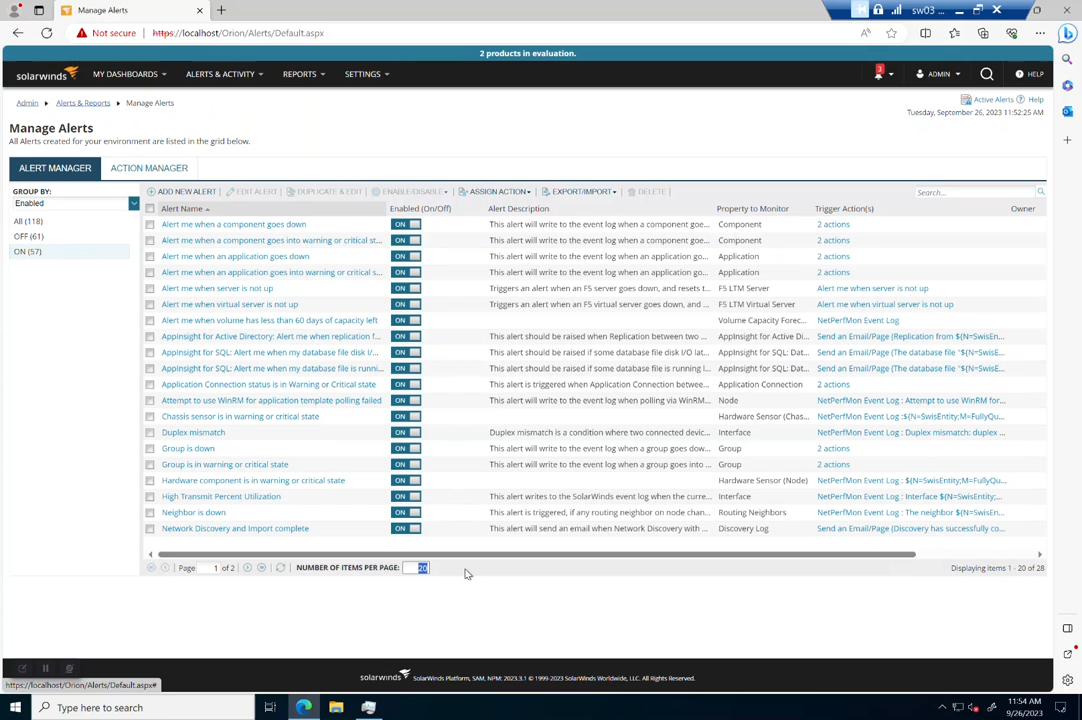 Manage Alerts
sw03 ...
Not secure https://localhost/Orion/Alerts/Default.aspx
2 products in evaluation.
solarwinds MY DASHBOARDS ALERTS & ACTIVITY REPORTS SETTINGS 3 ADMIN HELP
Admin Alerts & Reports Manage Alerts
Active Alerts Help
Tuesday, September 26, 2023 11:52:25 AM
Manage Alerts
All Alerts created for your environment are listed in the grid below.
ALERT MANAGER ACTION MANAGER
GROUP BY:
Enabled
All (118)
OFF (61)
ON (57)
ADD NEW ALERT EDIT ALERT DUPLICATE & EDIT ENABLE/DISABLE ASSIGN ACTION EXPORT/IMPORT DELETE Search...
Alert Name Enabled (On/Off) Alert Description Property to Monitor Trigger Action(s) Owner
Alert me when a component goes down ON This alert will write to the event log when a component goe... Component 2 actions
Alert me when a component goes into warning or critical st... ON This alert will write to the event log when a component goe... Component 2 actions
Alert me when an application goes down ON This alert will write to the event log when an application go... Application 2 actions
Alert me when an application goes into warning or critical s... ON This alert will write to the event log when an application go... Application 2 actions
Alert me when server is not up ON Triggers an alert when an F5 server goes down, and resets t... F5 LTM Server Alert me when server is not up
Alert me when virtual server is not up ON Triggers an alert when an F5 virtual server goes down, and ... F5 LTM Virtual Server Alert me when virtual server is not up
Alert me when volume has less than 60 days of capacity left ON Volume Capacity Forec... NetPerfMon Event Log
AppInsight for Active Directory: Alert me when replication f... ON This alert should be raised when Replication between two ... AppInsight for Active Di... Send an Email/Page (Replication from ${N=SwisE...
AppInsight for SQL: Alert me when my database file disk I/... ON This alert should be raised if some database file disk I/O lat... AppInsight for SQL: Dat... Send an Email/Page (The database file "${N=SwisE...
AppInsight for SQL: Alert me when my database file is runni... ON This alert should be raised if some database file is running l... AppInsight for SQL: Dat... Send an Email/Page (The database file '${N=SwisE...
Application Connection status is in Warning or Critical state ON This alert is triggered when Application Connection betwee... Application Connection 2 actions
Attempt to use WinRM for application template polling failed ON This alert will write to the event log when polling via WinRM... Node NetPerfMon Event Log : Attempt to use WinRM for...
Chassis sensor is in warning or critical state ON Hardware Sensor (Chas... NetPerfMon Event Log :${N=SwisEntity;M=FullyQu...
Duplex mismatch ON Duplex mismatch is a condition where two connected devic... Interface NetPerfMon Event Log : Duplex mismatch: duplex ...
Group is down ON This alert will write to the event log when a group goes dow... Group 2 actions
Group is in warning or critical state ON This alert will write to the event log when a group goes into ... Group 2 actions
Hardware component is in warning or critical state ON Hardware Sensor (Node) NetPerfMon Event Log : ${N=SwisEntity;M=FullyQu...
High Transmit Percent Utilization ON This alert writes to the SolarWinds event log when the curre... Interface NetPerfMon Event Log : Interface ${N=SwisEntity;...
Neighbor is down ON This alert is triggered, if any routing neighbor on node chan... Routing Neighbors NetPerfMon Event Log : The neighbor ${N=SwisEn...
Network Discovery and Import complete ON This alert will send an email when Network Discovery with ... Discovery Log Send an Email/Page (Discovery has successfully co...
Page 1 of 2 NUMBER OF ITEMS PER PAGE: 20 Displaying items 1 - 20 of 28
solarwinds SolarWinds Platform, SAM, NPM: 2023.3.1 © 1999-2023 SolarWinds Worldwide, LLC. All Rights Reserved.
https://localhost/Orion/Alerts/Default.aspx#
Type here to search
11:54 AM
9/26/2023